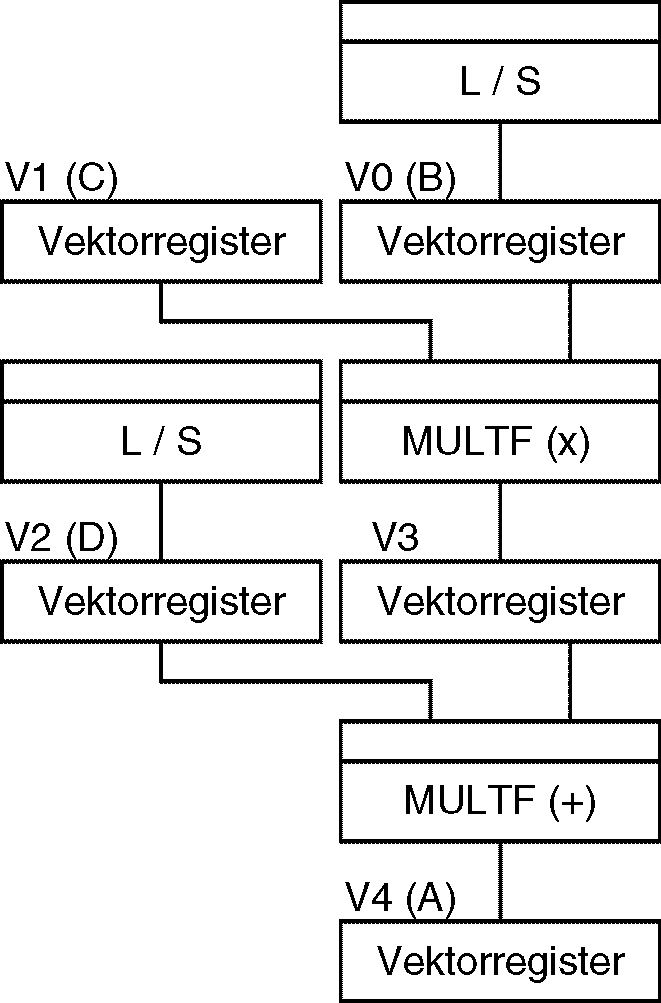 L / S
V1 (C) V0 (B)
Vektorregister Vektorregister
L / S MULTF (x)
V2 (D) V3
Vektorregister Vektorregister
MULTF (+)
V4 (A)
Vektorregister